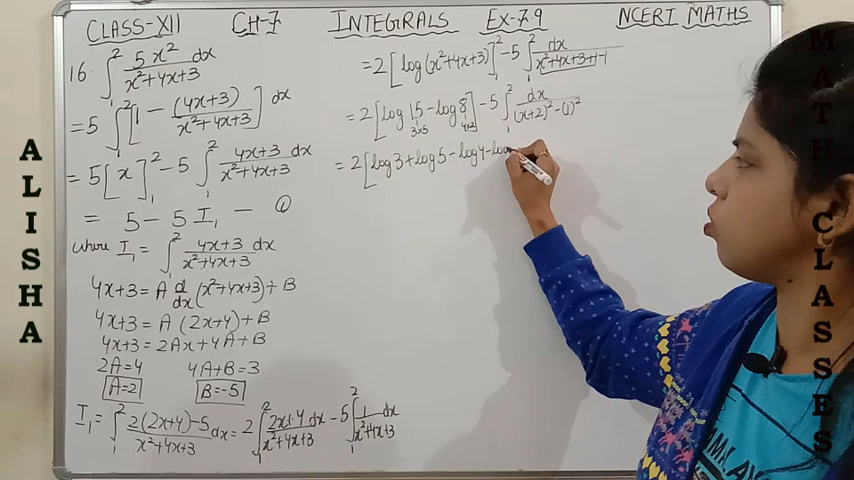 CLASS-XII CH-7 INTEGRALS EX-7.9 NCERT MATHS
16. ∫₁² 5x² / (x²+4x+3) dx
= 5 ∫₁² [1 − (4x+3) / (x²+4x+3)] dx
= 5[x]₁² − 5 ∫₁² (4x+3) / (x²+4x+3)
= 5 − 5 I₁ — ①
where I₁ = ∫₁² (4x+3) / (x²+4x+3) dx
4x+3 = A d/dx (x²+4x+3) + B
4x+3 = A (2x+4) + B
4x+3 = 2Ax + 4A + B
2A=4 4A+B=3
A=2 B=-5
I₁ = ∫₁² (2(2x+4) − 5) / (x²+4x+3) dx = 2 ∫₁² (2x+4) / (x²+4x+3) dx − 5 ∫₁² 1 / (x²+4x+3) dx
= 2 [log(x²+4x+3)]₁² − 5 ∫₁² dx / (x²+4x+3+1−1)
= 2 [log 15 − log 8] − 5 ∫₁² dx / ((x+2)² − (1)²)
3×5 4×2
= 2 [log 3 + log 5 − log 4 − log
ALISHA
MATH CLASSES